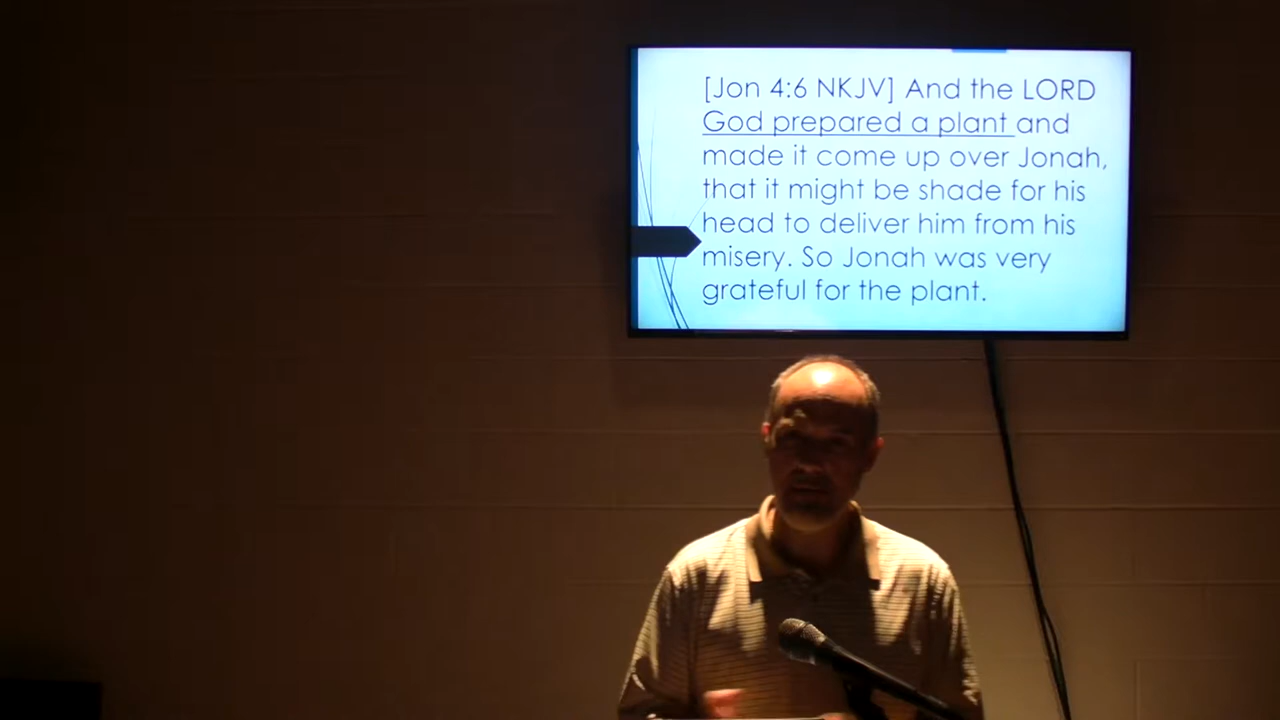 [Jon 4:6 NKJV] And the LORD
God prepared a plant and
made it come up over Jonah,
that it might be shade for his
head to deliver him from his
misery. So Jonah was very
grateful for the plant.